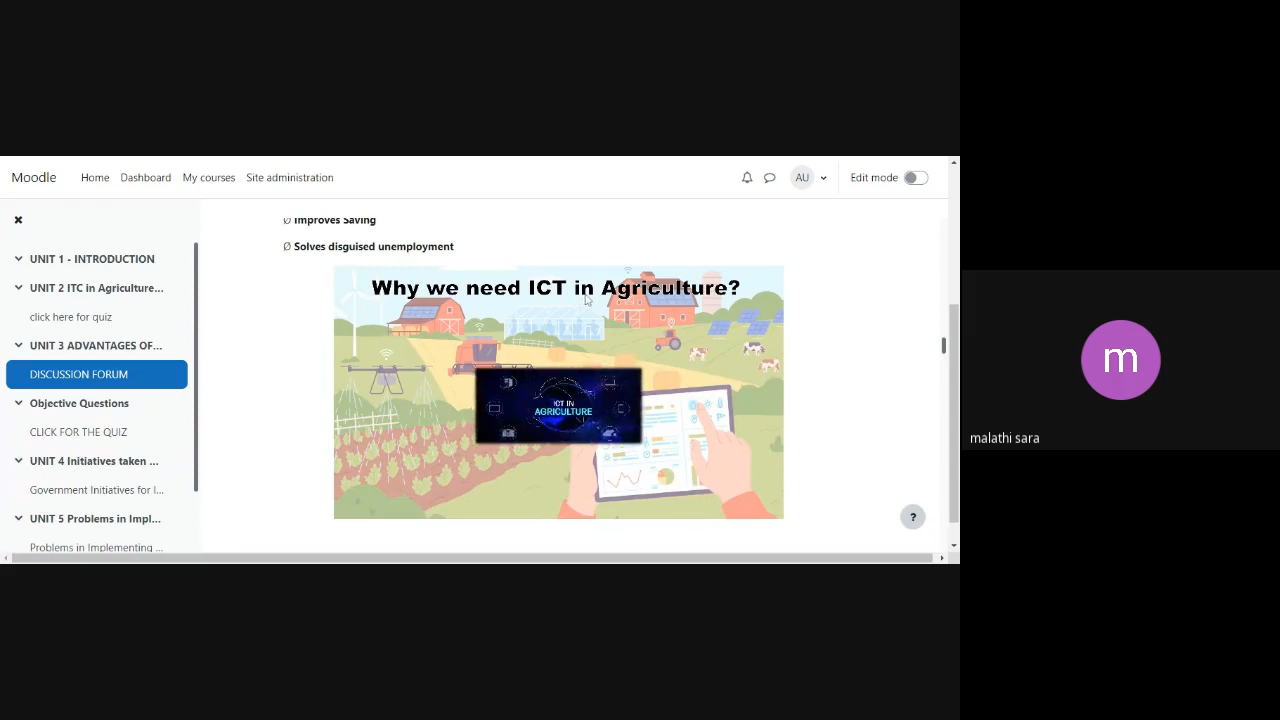 Moodle Home Dashboard My courses Site administration AU Edit mode
UNIT 1 - INTRODUCTION
UNIT 2 ITC in Agriculture...
click here for quiz
UNIT 3 ADVANTAGES OF...
DISCUSSION FORUM
Objective Questions
CLICK FOR THE QUIZ
UNIT 4 Initiatives taken ...
Government Initiatives for I...
UNIT 5 Problems in Impl...
Problems in Implementing ...
Ø Improves Saving
Ø Solves disguised unemployment
Why we need ICT in Agriculture?
ICT IN
AGRICULTURE
?
m
malathi sara